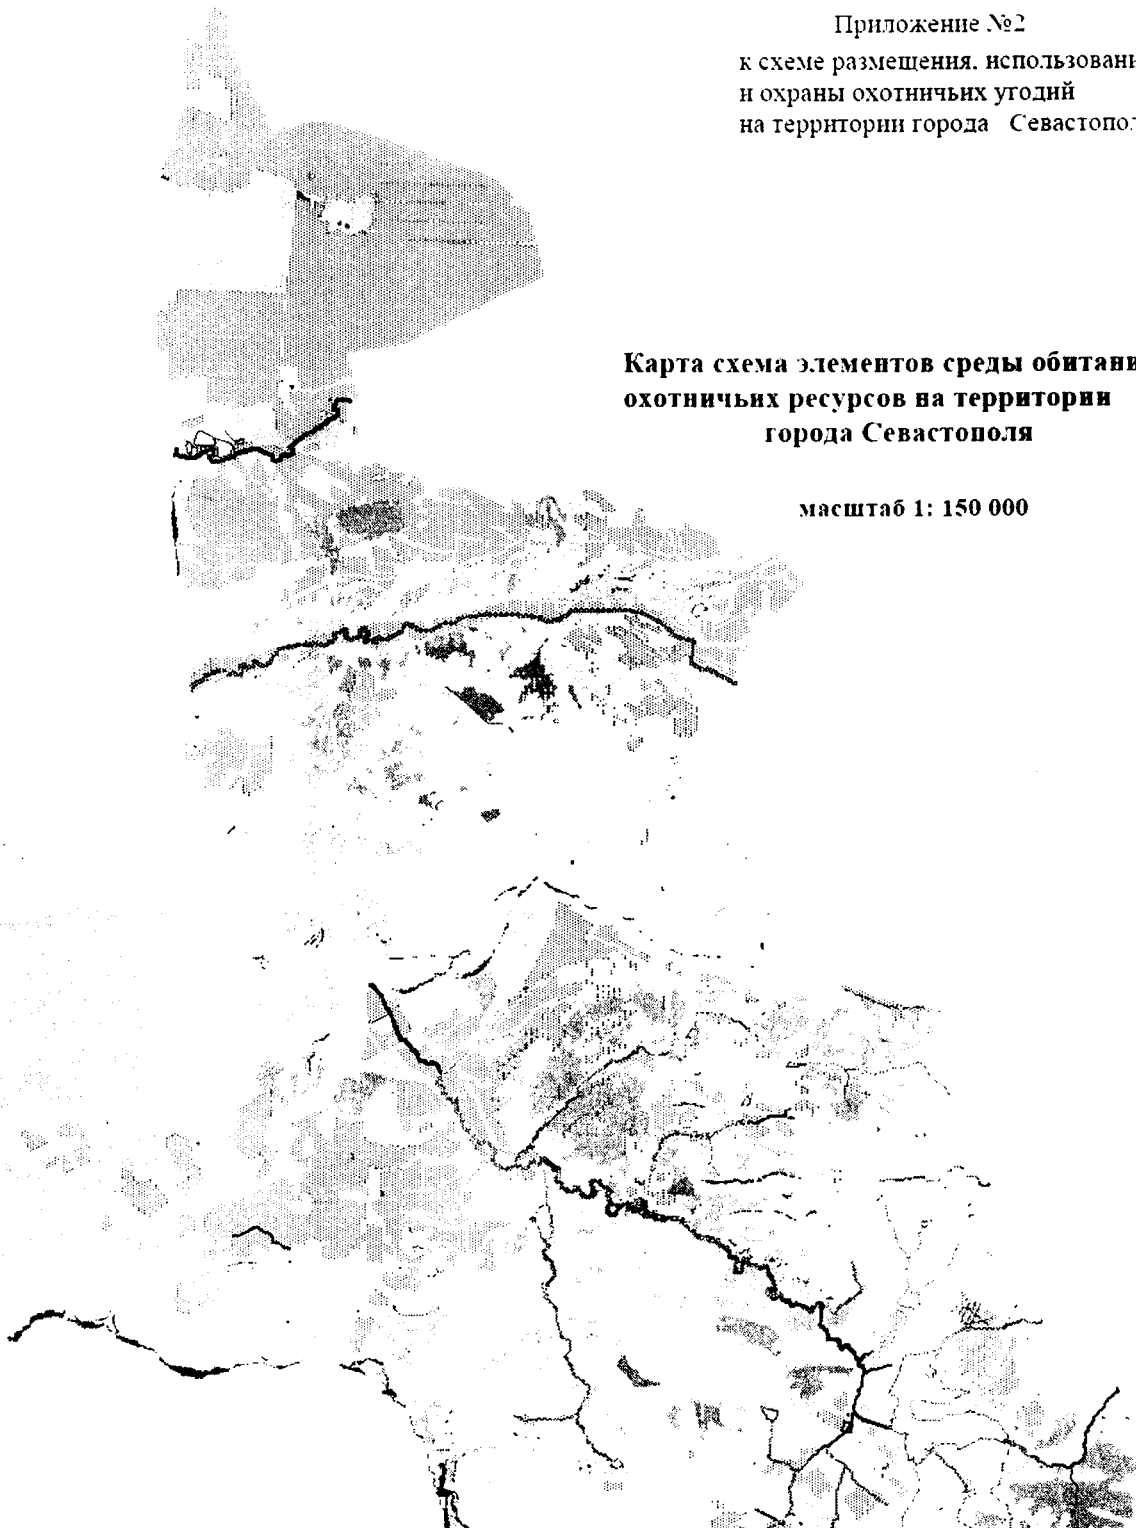 Приложение №2
к схеме размещения, использовани
и охраны охотничьих угодий
на территории города Севастопол
Карта схема элементов среды обитани
охотничьих ресурсов на территории
города Севастополя
масштаб 1: 150 000